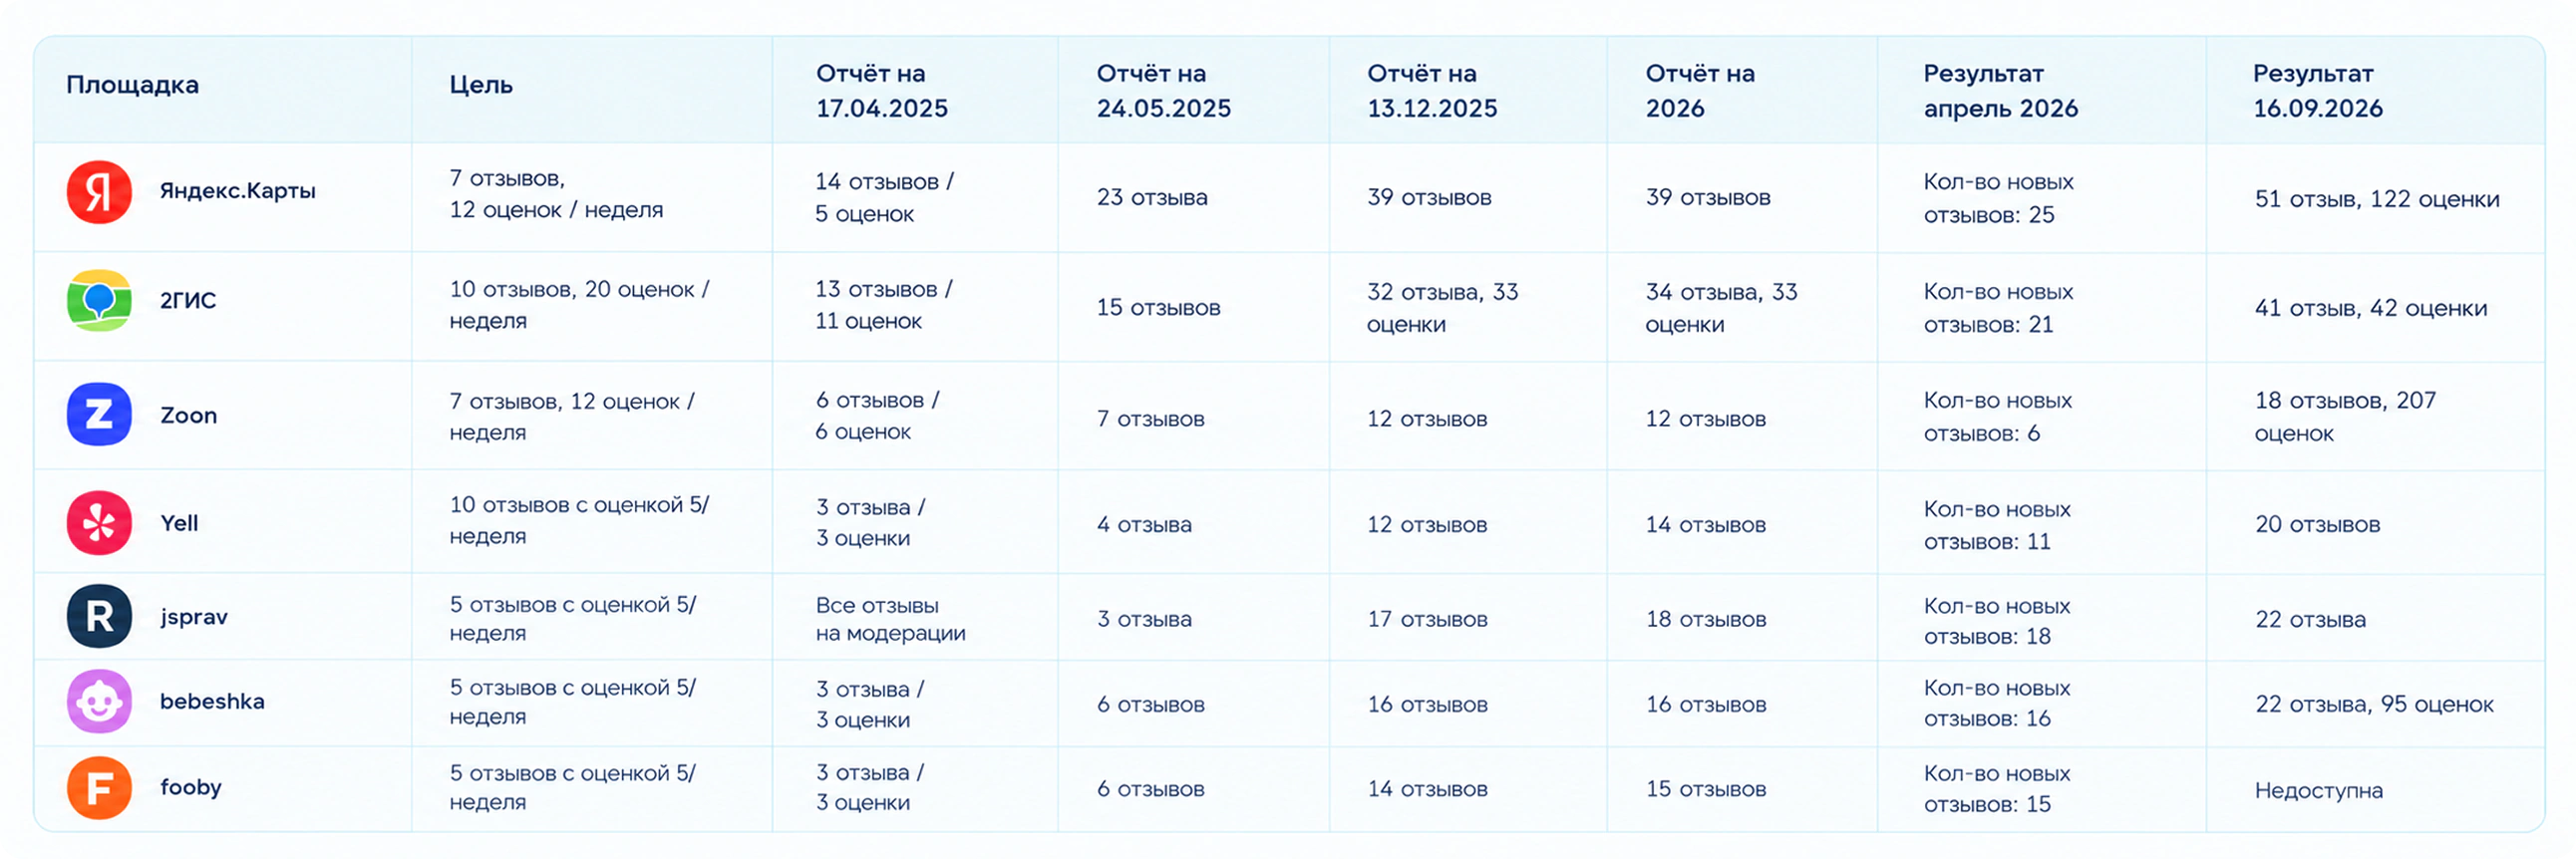 Площадка
Цель
Отчёт на
17.04.2025
Отчёт на
24.05.2025
Отчёт на
13.12.2025
Отчёт на
2026
Результат
апрель 2026
Результат
16.09.2026
Я
Яндекс.Карты
7 отзывов,
12 оценок / неделя
14 отзывов /
5 оценок
23 отзыва
39 отзывов
39 отзывов
Кол-во новых
отзывов: 25
51 отзыв, 122 оценки
2ГИС
10 отзывов, 20 оценок /
неделя
13 отзывов /
11 оценок
15 отзывов
32 отзыва, 33
оценки
34 отзыва, 33
оценки
Кол-во новых
отзывов: 21
41 отзыв, 42 оценки
Z
Zoon
7 отзывов, 12 оценок /
неделя
6 отзывов /
6 оценок
7 отзывов
12 отзывов
12 отзывов
Кол-во новых
отзывов: 6
18 отзывов, 207
оценок
Yell
10 отзывов с оценкой 5/
неделя
3 отзыва /
3 оценки
4 отзыва
12 отзывов
14 отзывов
Кол-во новых
отзывов: 11
20 отзывов
R
jsprav
5 отзывов с оценкой 5/
неделя
Все отзывы
на модерации
3 отзыва
17 отзывов
18 отзывов
Кол-во новых
отзывов: 18
22 отзыва
bebeshka
5 отзывов с оценкой 5/
неделя
3 отзыва /
3 оценки
6 отзывов
16 отзывов
16 отзывов
Кол-во новых
отзывов: 16
22 отзыва, 95 оценок
F
fooby
5 отзывов с оценкой 5/
неделя
3 отзыва /
3 оценки
6 отзывов
14 отзывов
15 отзывов
Кол-во новых
отзывов: 15
Недоступна